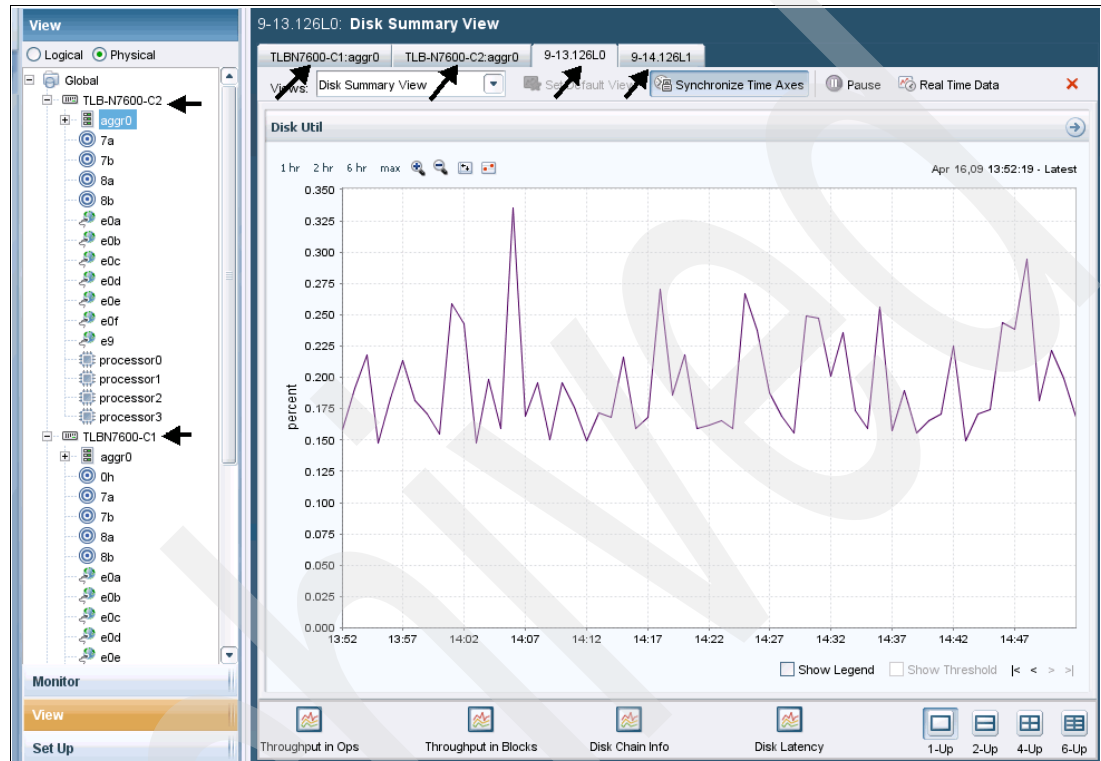 View
Logical Physical
Global
TLB-N7600-C2
aggr0
7a
7b
8a
8b
e0a
e0b
e0c
e0d
e0e
e0f
e9
processor0
processor1
processor2
processor3
TLBN7600-C1
aggr0
0h
7a
7b
8a
8b
e0a
e0b
e0c
e0d
e0e
Monitor
View
Set Up
9-13.126L0: Disk Summary View
TLBN7600-C1:aggr0 TLB-N7600-C2:aggr0 9-13.126L0 9-14.126L1
Views: Disk Summary View Set Default View Synchronize Time Axes Pause Real Time Data
Disk Util
1 hr 2 hr 6 hr max Apr 16,09 13:52:19 - Latest
percent
0.350
0.325
0.300
0.275
0.250
0.225
0.200
0.175
0.150
0.125
0.100
0.075
0.050
0.025
0.000
13:52 13:57 14:02 14:07 14:12 14:17 14:22 14:27 14:32 14:37 14:42 14:47
Show Legend Show Threshold |< < > >|
Throughput in Ops Throughput in Blocks Disk Chain Info Disk Latency 1-Up 2-Up 4-Up 6-Up